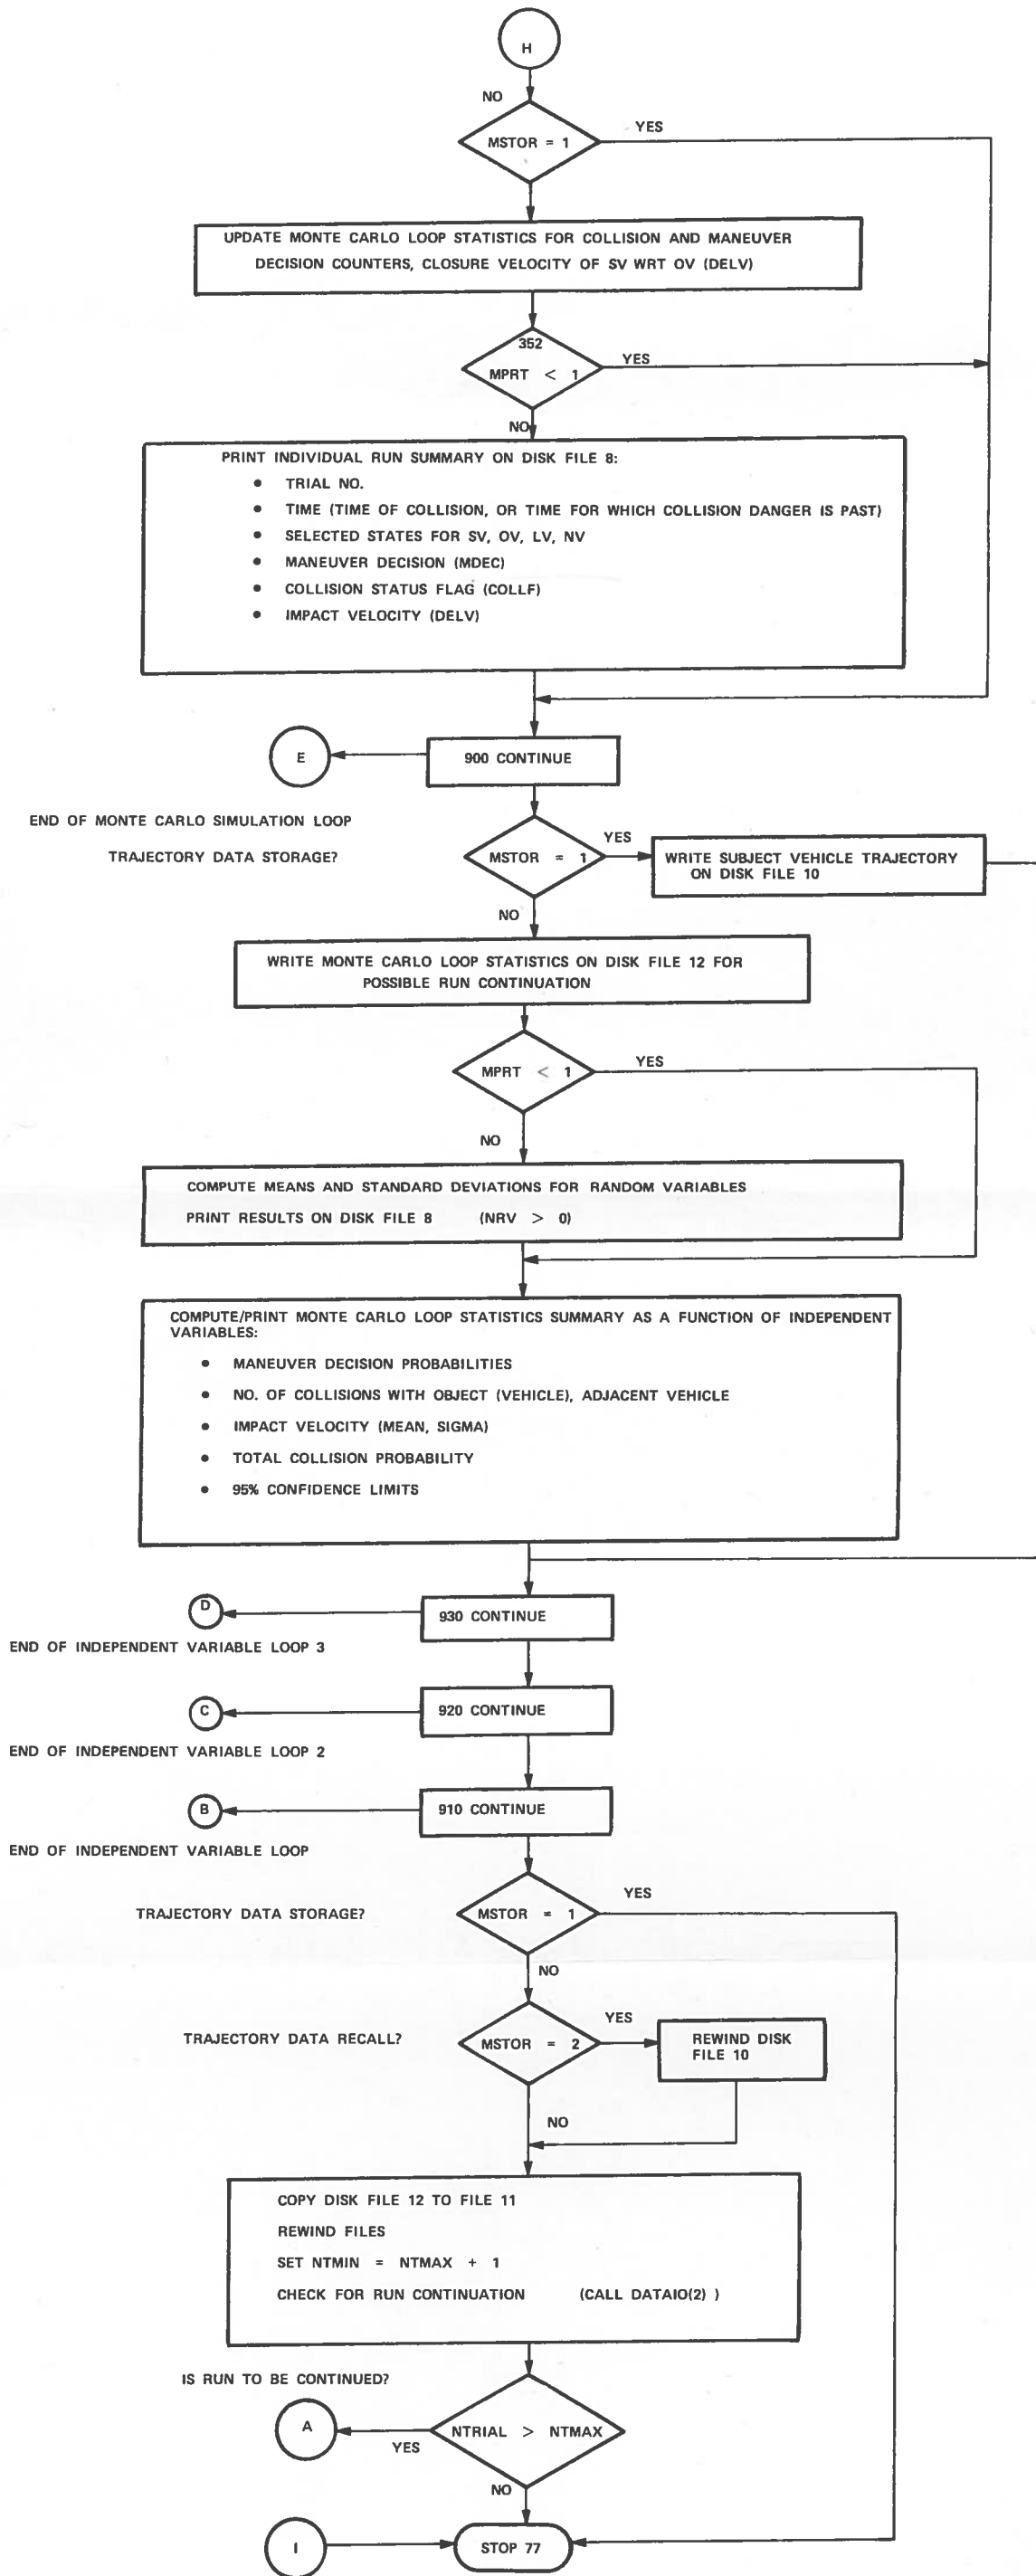 H
NO
YES
MSTOR = 1
UPDATE MONTE CARLO LOOP STATISTICS FOR COLLISION AND MANEUVER
DECISION COUNTERS, CLOSURE VELOCITY OF SV WRT OV (DELV)
352
YES
MPRT < 1
NO
PRINT INDIVIDUAL RUN SUMMARY ON DISK FILE 8:
• TRIAL NO.
• TIME (TIME OF COLLISION, OR TIME FOR WHICH COLLISION DANGER IS PAST)
• SELECTED STATES FOR SV, OV, LV, NV
• MANEUVER DECISION (MDEC)
• COLLISION STATUS FLAG (COLLF)
• IMPACT VELOCITY (DELV)
E
900 CONTINUE
END OF MONTE CARLO SIMULATION LOOP
YES
TRAJECTORY DATA STORAGE?
MSTOR = 1
WRITE SUBJECT VEHICLE TRAJECTORY
ON DISK FILE 10
NO
WRITE MONTE CARLO LOOP STATISTICS ON DISK FILE 12 FOR
POSSIBLE RUN CONTINUATION
YES
MPRT < 1
NO
COMPUTE MEANS AND STANDARD DEVIATIONS FOR RANDOM VARIABLES
PRINT RESULTS ON DISK FILE 8 (NRV > 0)
COMPUTE/PRINT MONTE CARLO LOOP STATISTICS SUMMARY AS A FUNCTION OF INDEPENDENT
VARIABLES:
• MANEUVER DECISION PROBABILITIES
• NO. OF COLLISIONS WITH OBJECT (VEHICLE), ADJACENT VEHICLE
• IMPACT VELOCITY (MEAN, SIGMA)
• TOTAL COLLISION PROBABILITY
• 95% CONFIDENCE LIMITS
D
930 CONTINUE
END OF INDEPENDENT VARIABLE LOOP 3
C
920 CONTINUE
END OF INDEPENDENT VARIABLE LOOP 2
B
910 CONTINUE
END OF INDEPENDENT VARIABLE LOOP
YES
TRAJECTORY DATA STORAGE?
MSTOR = 1
NO
YES
TRAJECTORY DATA RECALL?
MSTOR = 2
REWIND DISK
FILE 10
NO
COPY DISK FILE 12 TO FILE 11
REWIND FILES
SET NTMIN = NTMAX + 1
CHECK FOR RUN CONTINUATION (CALL DATAIO(2) )
IS RUN TO BE CONTINUED?
A
NTRIAL > NTMAX
YES
NO
I
STOP 77